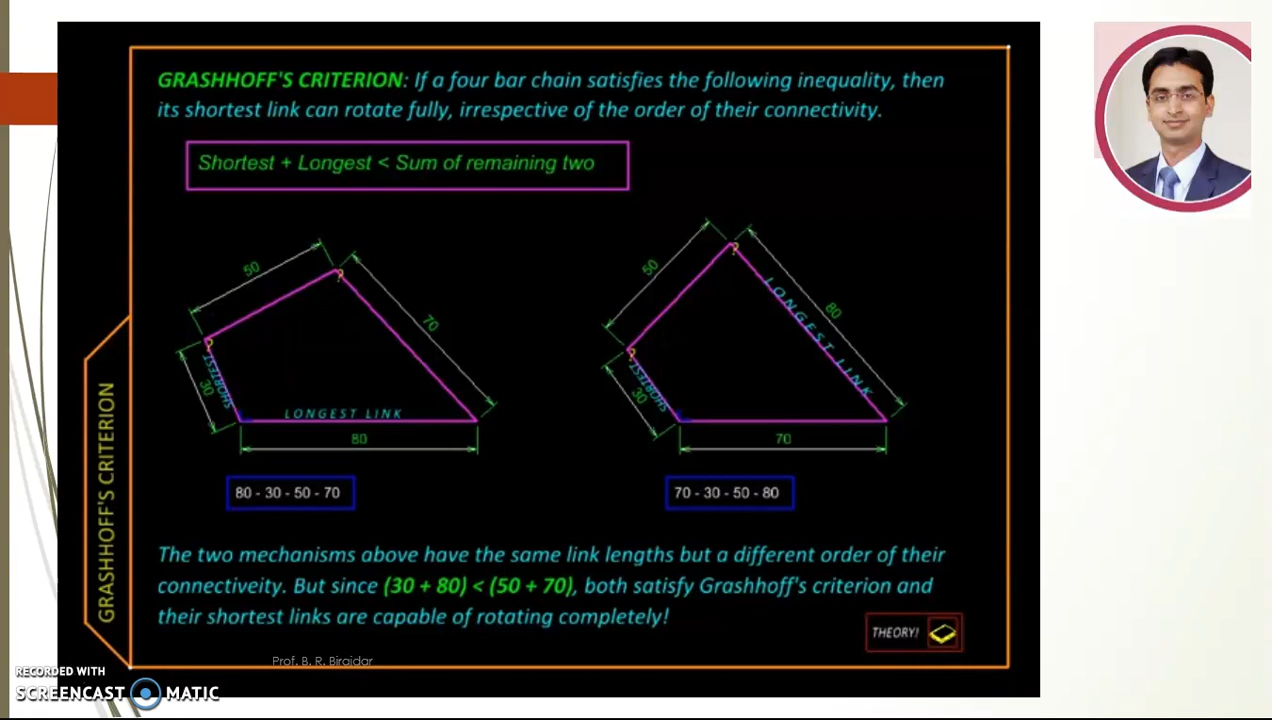 GRASHHOFF'S CRITERION: If a four bar chain satisfies the following inequality, then
its shortest link can rotate fully, irrespective of the order of their connectivity.
Shortest + Longest < Sum of remaining two
50
?
70
?
SHORTEST
30
LONGEST LINK
80
80 - 30 - 50 - 70
50
?
80
LONGEST LINK
?
SHORTEST
30
70
70 - 30 - 50 - 80
GRASHHOFF'S CRITERION
The two mechanisms above have the same link lengths but a different order of their
connectiveity. But since (30 + 80) < (50 + 70), both satisfy Grashhoff's criterion and
their shortest links are capable of rotating completely!
THEORY!
Prof. B. R. Biraidar
RECORDED WITH
SCREENCAST MATIC